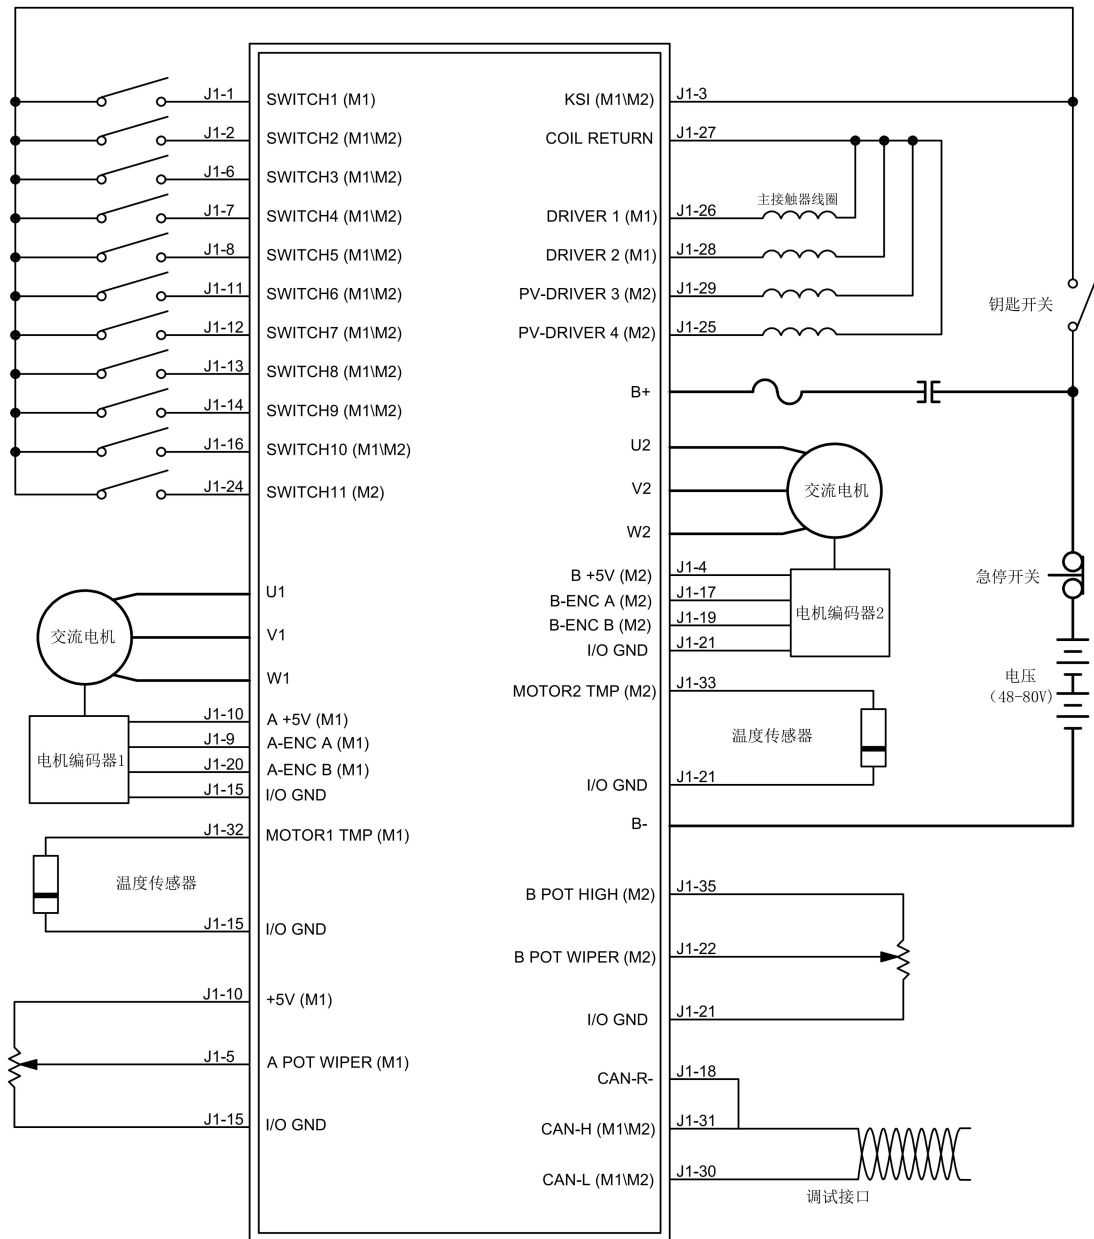 J1-1 SWITCH1 (M1)
J1-2 SWITCH2 (M1\M2)
J1-6 SWITCH3 (M1\M2)
J1-7 SWITCH4 (M1\M2)
J1-8 SWITCH5 (M1\M2)
J1-11 SWITCH6 (M1\M2)
J1-12 SWITCH7 (M1\M2)
J1-13 SWITCH8 (M1\M2)
J1-14 SWITCH9 (M1\M2)
J1-16 SWITCH10 (M1\M2)
J1-24 SWITCH11 (M2)
交流电机
U1
V1
W1
电机编码器1
J1-10 A +5V (M1)
J1-9 A-ENC A (M1)
J1-20 A-ENC B (M1)
J1-15 I/O GND
J1-32 MOTOR1 TMP (M1)
温度传感器
J1-15 I/O GND
J1-10 +5V (M1)
J1-5 A POT WIPER (M1)
J1-15 I/O GND
KSI (M1\M2) J1-3
COIL RETURN J1-27
主接触器线圈
DRIVER 1 (M1) J1-26
DRIVER 2 (M1) J1-28
PV-DRIVER 3 (M2) J1-29
PV-DRIVER 4 (M2) J1-25
钥匙开关
B+
U2
V2
W2
交流电机
B +5V (M2) J1-4
B-ENC A (M2) J1-17
B-ENC B (M2) J1-19
I/O GND J1-21
电机编码器2
急停开关
电压
（48-80V)
MOTOR2 TMP (M2) J1-33
温度传感器
I/O GND J1-21
B-
B POT HIGH (M2) J1-35
B POT WIPER (M2) J1-22
I/O GND J1-21
CAN-R- J1-18
CAN-H (M1\M2) J1-31
CAN-L (M1\M2) J1-30
调试接口